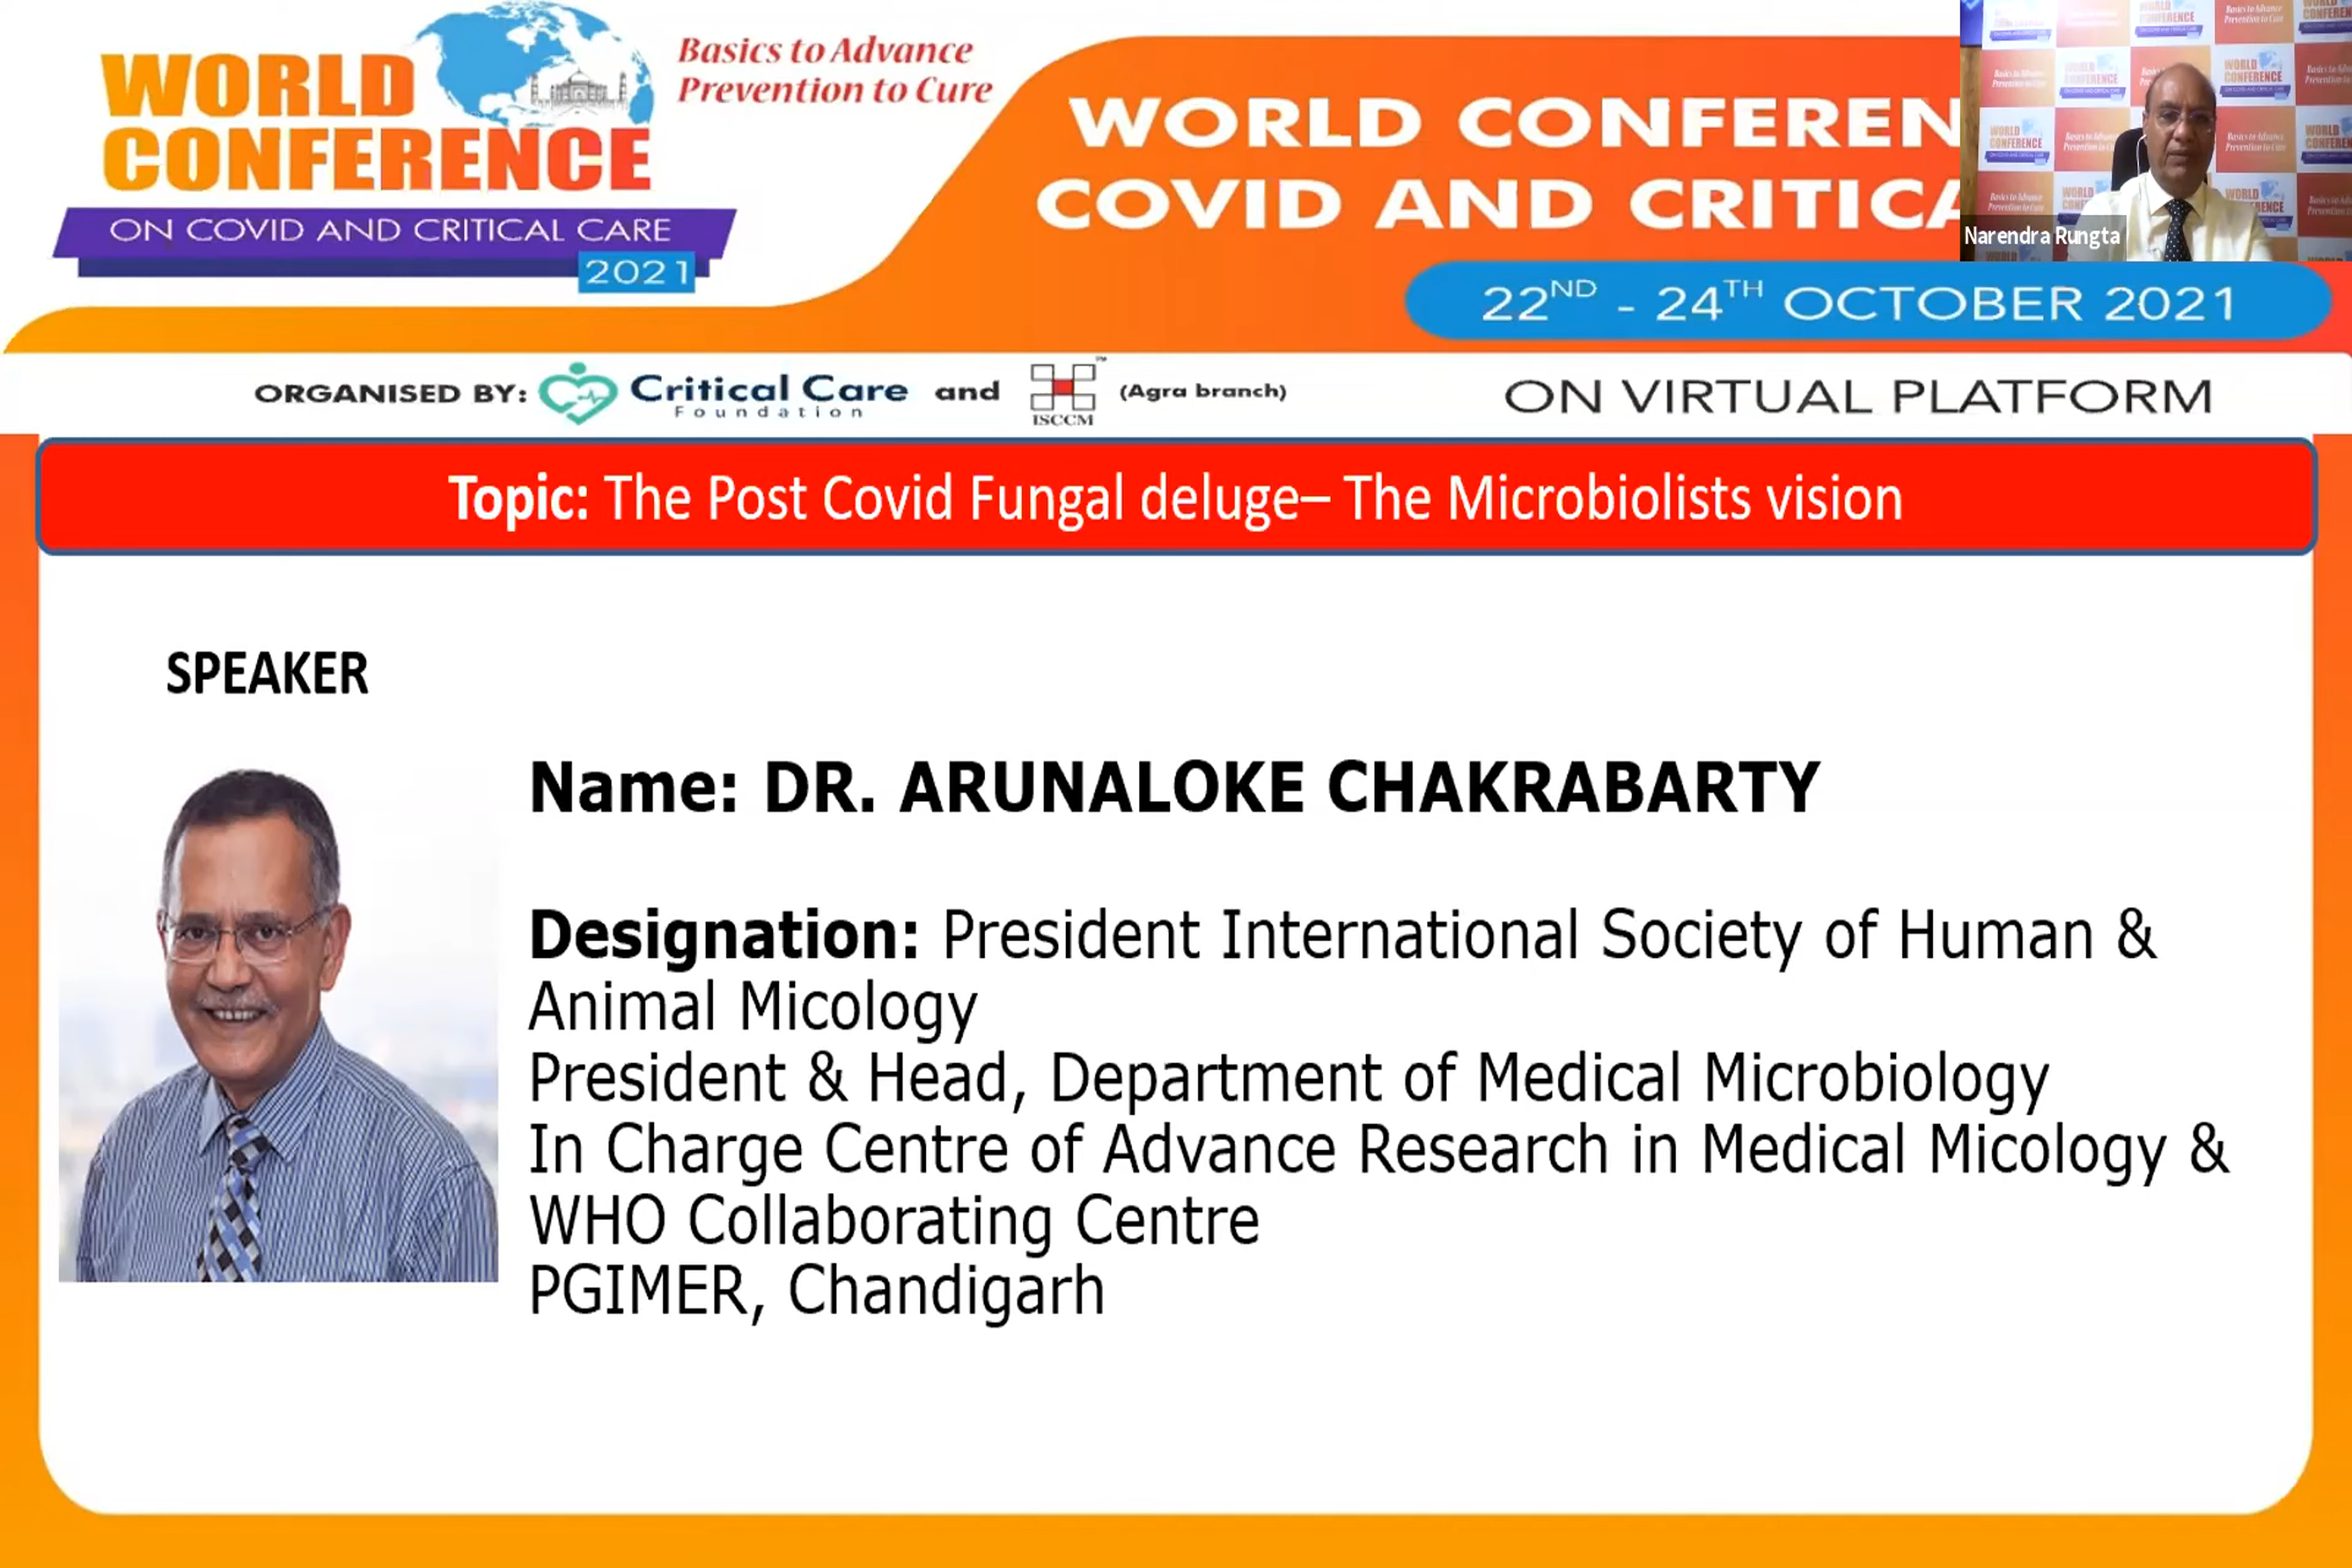 WORLD
CONFERENCE
ON COVID AND CRITICAL CARE
2021
Basics to Advance
Prevention to Cure
WORLD CONFEREN
COVID AND CRITICA
Narendra Rungta
22ND - 24TH OCTOBER 2021
ORGANISED BY: Critical Care Foundation and ISCCM (Agra branch)
ON VIRTUAL PLATFORM
Topic: The Post Covid Fungal deluge– The Microbiolists vision
SPEAKER
Name: DR. ARUNALOKE CHAKRABARTY
Designation: President International Society of Human &
Animal Micology
President & Head, Department of Medical Microbiology
In Charge Centre of Advance Research in Medical Micology &
WHO Collaborating Centre
PGIMER, Chandigarh